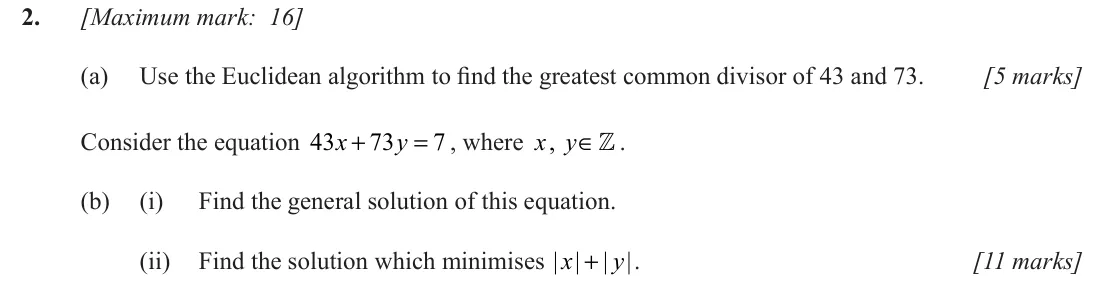 2. [Maximum mark: 16]
(a) Use the Euclidean algorithm to find the greatest common divisor of 43 and 73. [5 marks]
Consider the equation 43x + 73y = 7, where x, y∈ ℤ.
(b) (i) Find the general solution of this equation.
(ii) Find the solution which minimises |x|+|y|. [11 marks]